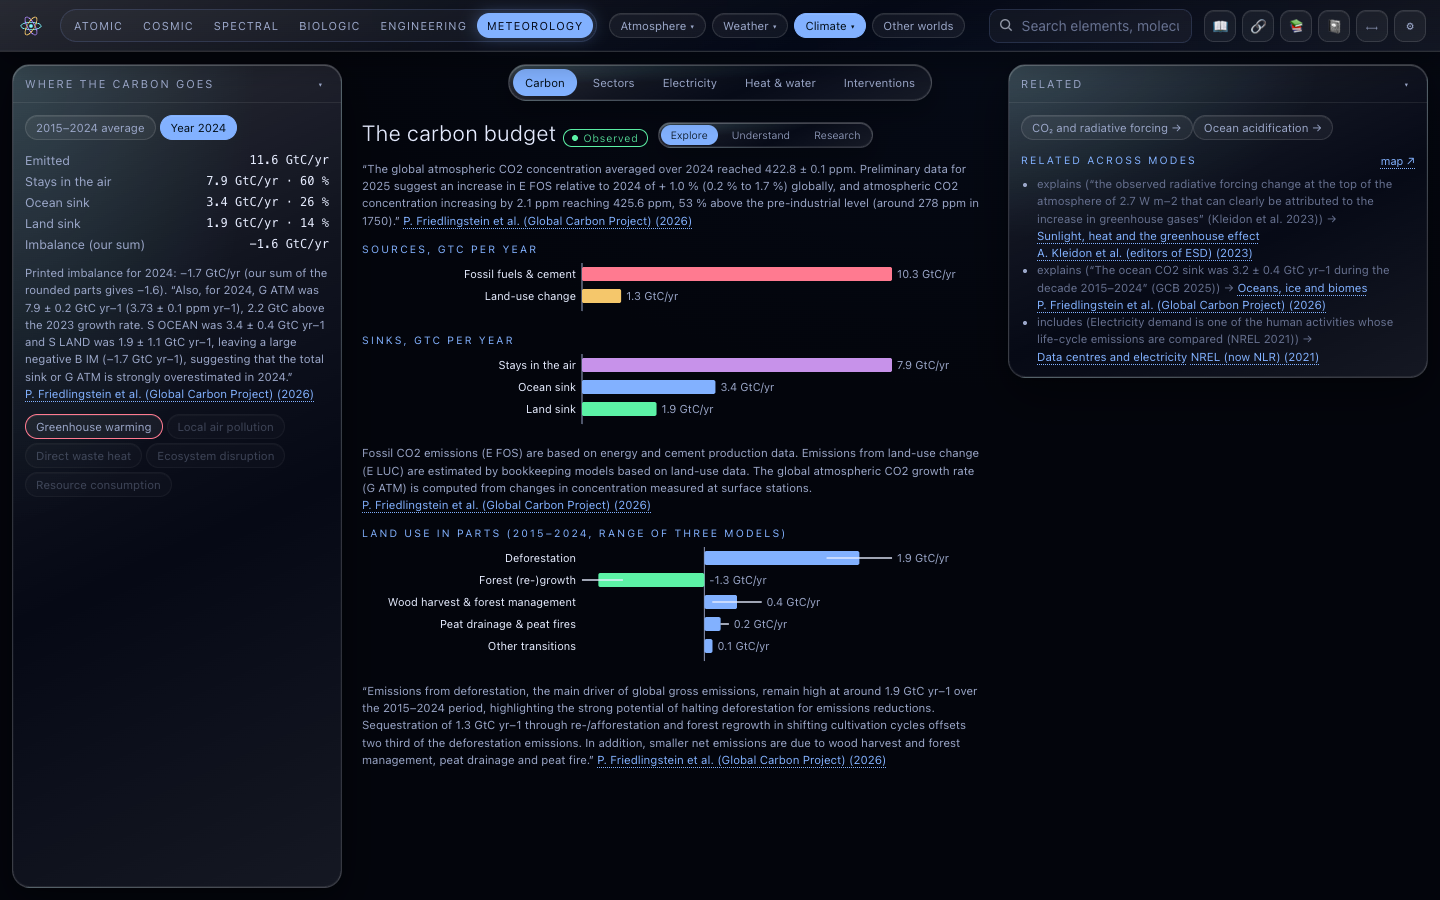 ATOMIC COSMIC SPECTRAL BIOLOGIC ENGINEERING METEOROLOGY Atmosphere ▾ Weather ▾ Climate ▾ Other worlds Search elements, molecu
WHERE THE CARBON GOES
2015–2024 average Year 2024
Emitted 11.6 GtC/yr
Stays in the air 7.9 GtC/yr · 60 %
Ocean sink 3.4 GtC/yr · 26 %
Land sink 1.9 GtC/yr · 14 %
Imbalance (our sum) −1.6 GtC/yr
Printed imbalance for 2024: −1.7 GtC/yr (our sum of the
rounded parts gives −1.6). “Also, for 2024, G ATM was
7.9 ± 0.2 GtC yr−1 (3.73 ± 0.1 ppm yr−1), 2.2 GtC above
the 2023 growth rate. S OCEAN was 3.4 ± 0.4 GtC yr−1
and S LAND was 1.9 ± 1.1 GtC yr−1, leaving a large
negative B IM (−1.7 GtC yr−1), suggesting that the total
sink or G ATM is strongly overestimated in 2024.”
P. Friedlingstein et al. (Global Carbon Project) (2026)
Greenhouse warming Local air pollution
Direct waste heat Ecosystem disruption
Resource consumption
Carbon Sectors Electricity Heat & water Interventions
The carbon budget Observed Explore Understand Research
“The global atmospheric CO2 concentration averaged over 2024 reached 422.8 ± 0.1 ppm. Preliminary data for
2025 suggest an increase in E FOS relative to 2024 of + 1.0 % (0.2 % to 1.7 %) globally, and atmospheric CO2
concentration increasing by 2.1 ppm reaching 425.6 ppm, 53 % above the pre-industrial level (around 278 ppm in
1750).” P. Friedlingstein et al. (Global Carbon Project) (2026)
SOURCES, GTC PER YEAR
Fossil fuels & cement 10.3 GtC/yr
Land-use change 1.3 GtC/yr
SINKS, GTC PER YEAR
Stays in the air 7.9 GtC/yr
Ocean sink 3.4 GtC/yr
Land sink 1.9 GtC/yr
Fossil CO2 emissions (E FOS) are based on energy and cement production data. Emissions from land-use change
(E LUC) are estimated by bookkeeping models based on land-use data. The global atmospheric CO2 growth rate
(G ATM) is computed from changes in concentration measured at surface stations.
P. Friedlingstein et al. (Global Carbon Project) (2026)
LAND USE IN PARTS (2015–2024, RANGE OF THREE MODELS)
Deforestation 1.9 GtC/yr
Forest (re-)growth -1.3 GtC/yr
Wood harvest & forest management 0.4 GtC/yr
Peat drainage & peat fires 0.2 GtC/yr
Other transitions 0.1 GtC/yr
“Emissions from deforestation, the main driver of global gross emissions, remain high at around 1.9 GtC yr−1 over
the 2015–2024 period, highlighting the strong potential of halting deforestation for emissions reductions.
Sequestration of 1.3 GtC yr−1 through re-/afforestation and forest regrowth in shifting cultivation cycles offsets
two third of the deforestation emissions. In addition, smaller net emissions are due to wood harvest and forest
management, peat drainage and peat fire.” P. Friedlingstein et al. (Global Carbon Project) (2026)
RELATED
CO₂ and radiative forcing → Ocean acidification →
RELATED ACROSS MODES map ↗
• explains (“the observed radiative forcing change at the top of the
atmosphere of 2.7 W m−2 that can clearly be attributed to the
increase in greenhouse gases” (Kleidon et al. 2023)) →
Sunlight, heat and the greenhouse effect
A. Kleidon et al. (editors of ESD) (2023)
• explains (“The ocean CO2 sink was 3.2 ± 0.4 GtC yr−1 during the
decade 2015–2024” (GCB 2025)) → Oceans, ice and biomes
P. Friedlingstein et al. (Global Carbon Project) (2026)
• includes (Electricity demand is one of the human activities whose
life-cycle emissions are compared (NREL 2021)) →
Data centres and electricity NREL (now NLR) (2021)